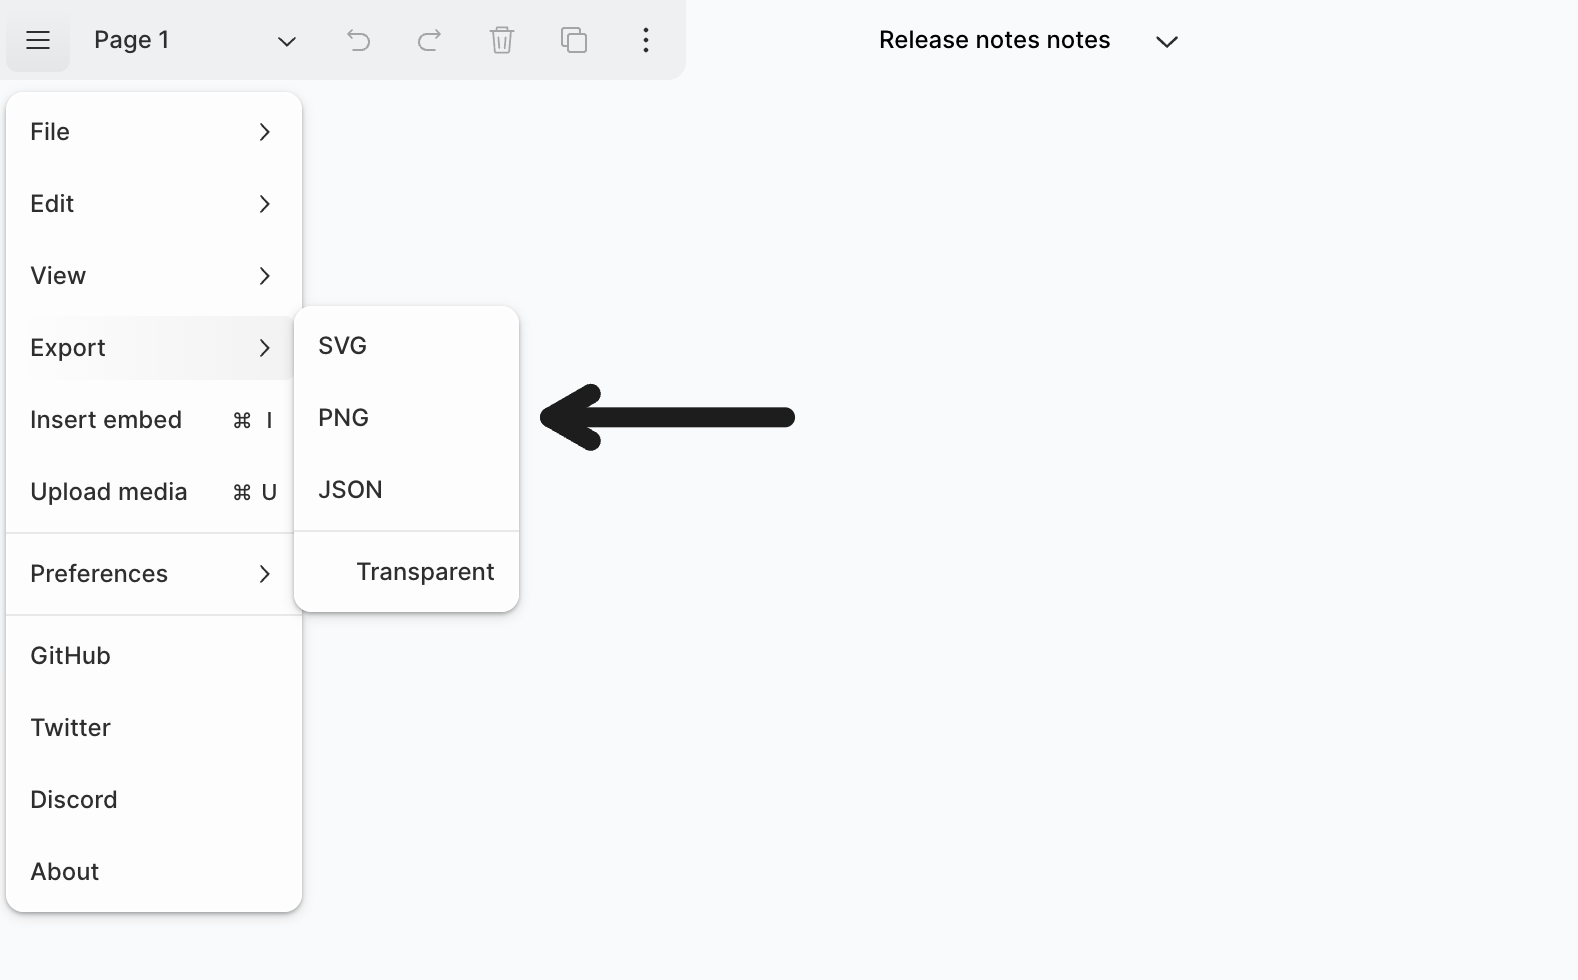 Page 1
Release notes notes
File
Edit
View
Export
Insert embed ⌘ I
Upload media ⌘ U
Preferences
GitHub
Twitter
Discord
About
SVG
PNG
JSON
Transparent